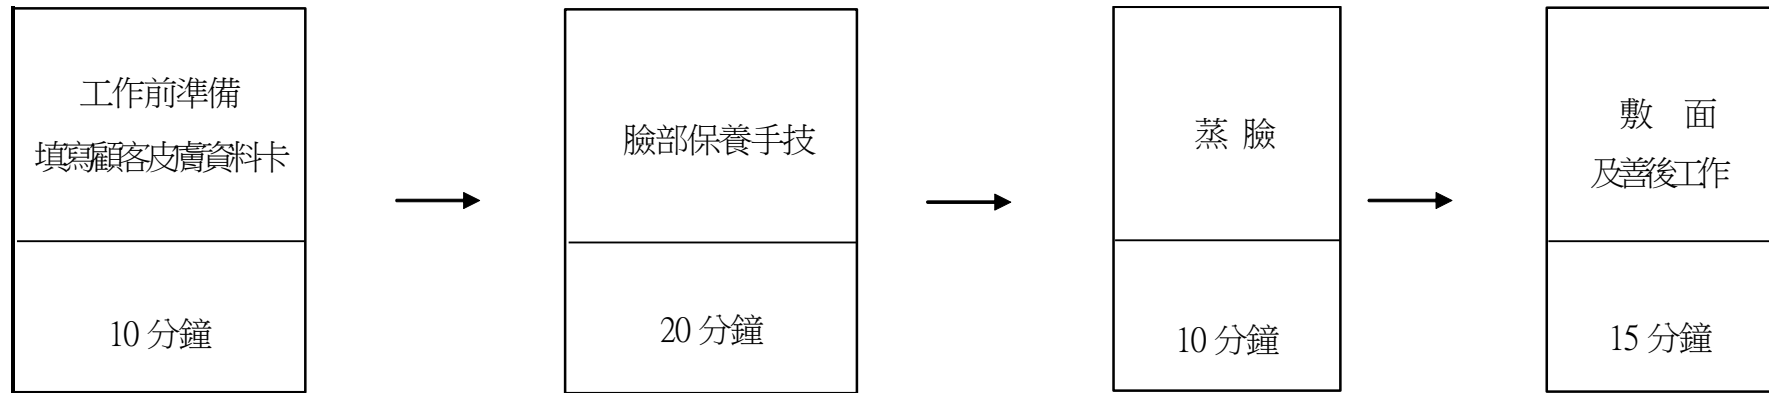 工作前準備
填寫顧客皮膚資料卡
10 分鐘
臉部保養手技
20 分鐘
蒸 臉
10 分鐘
敷 面
及善後工作
15 分鐘